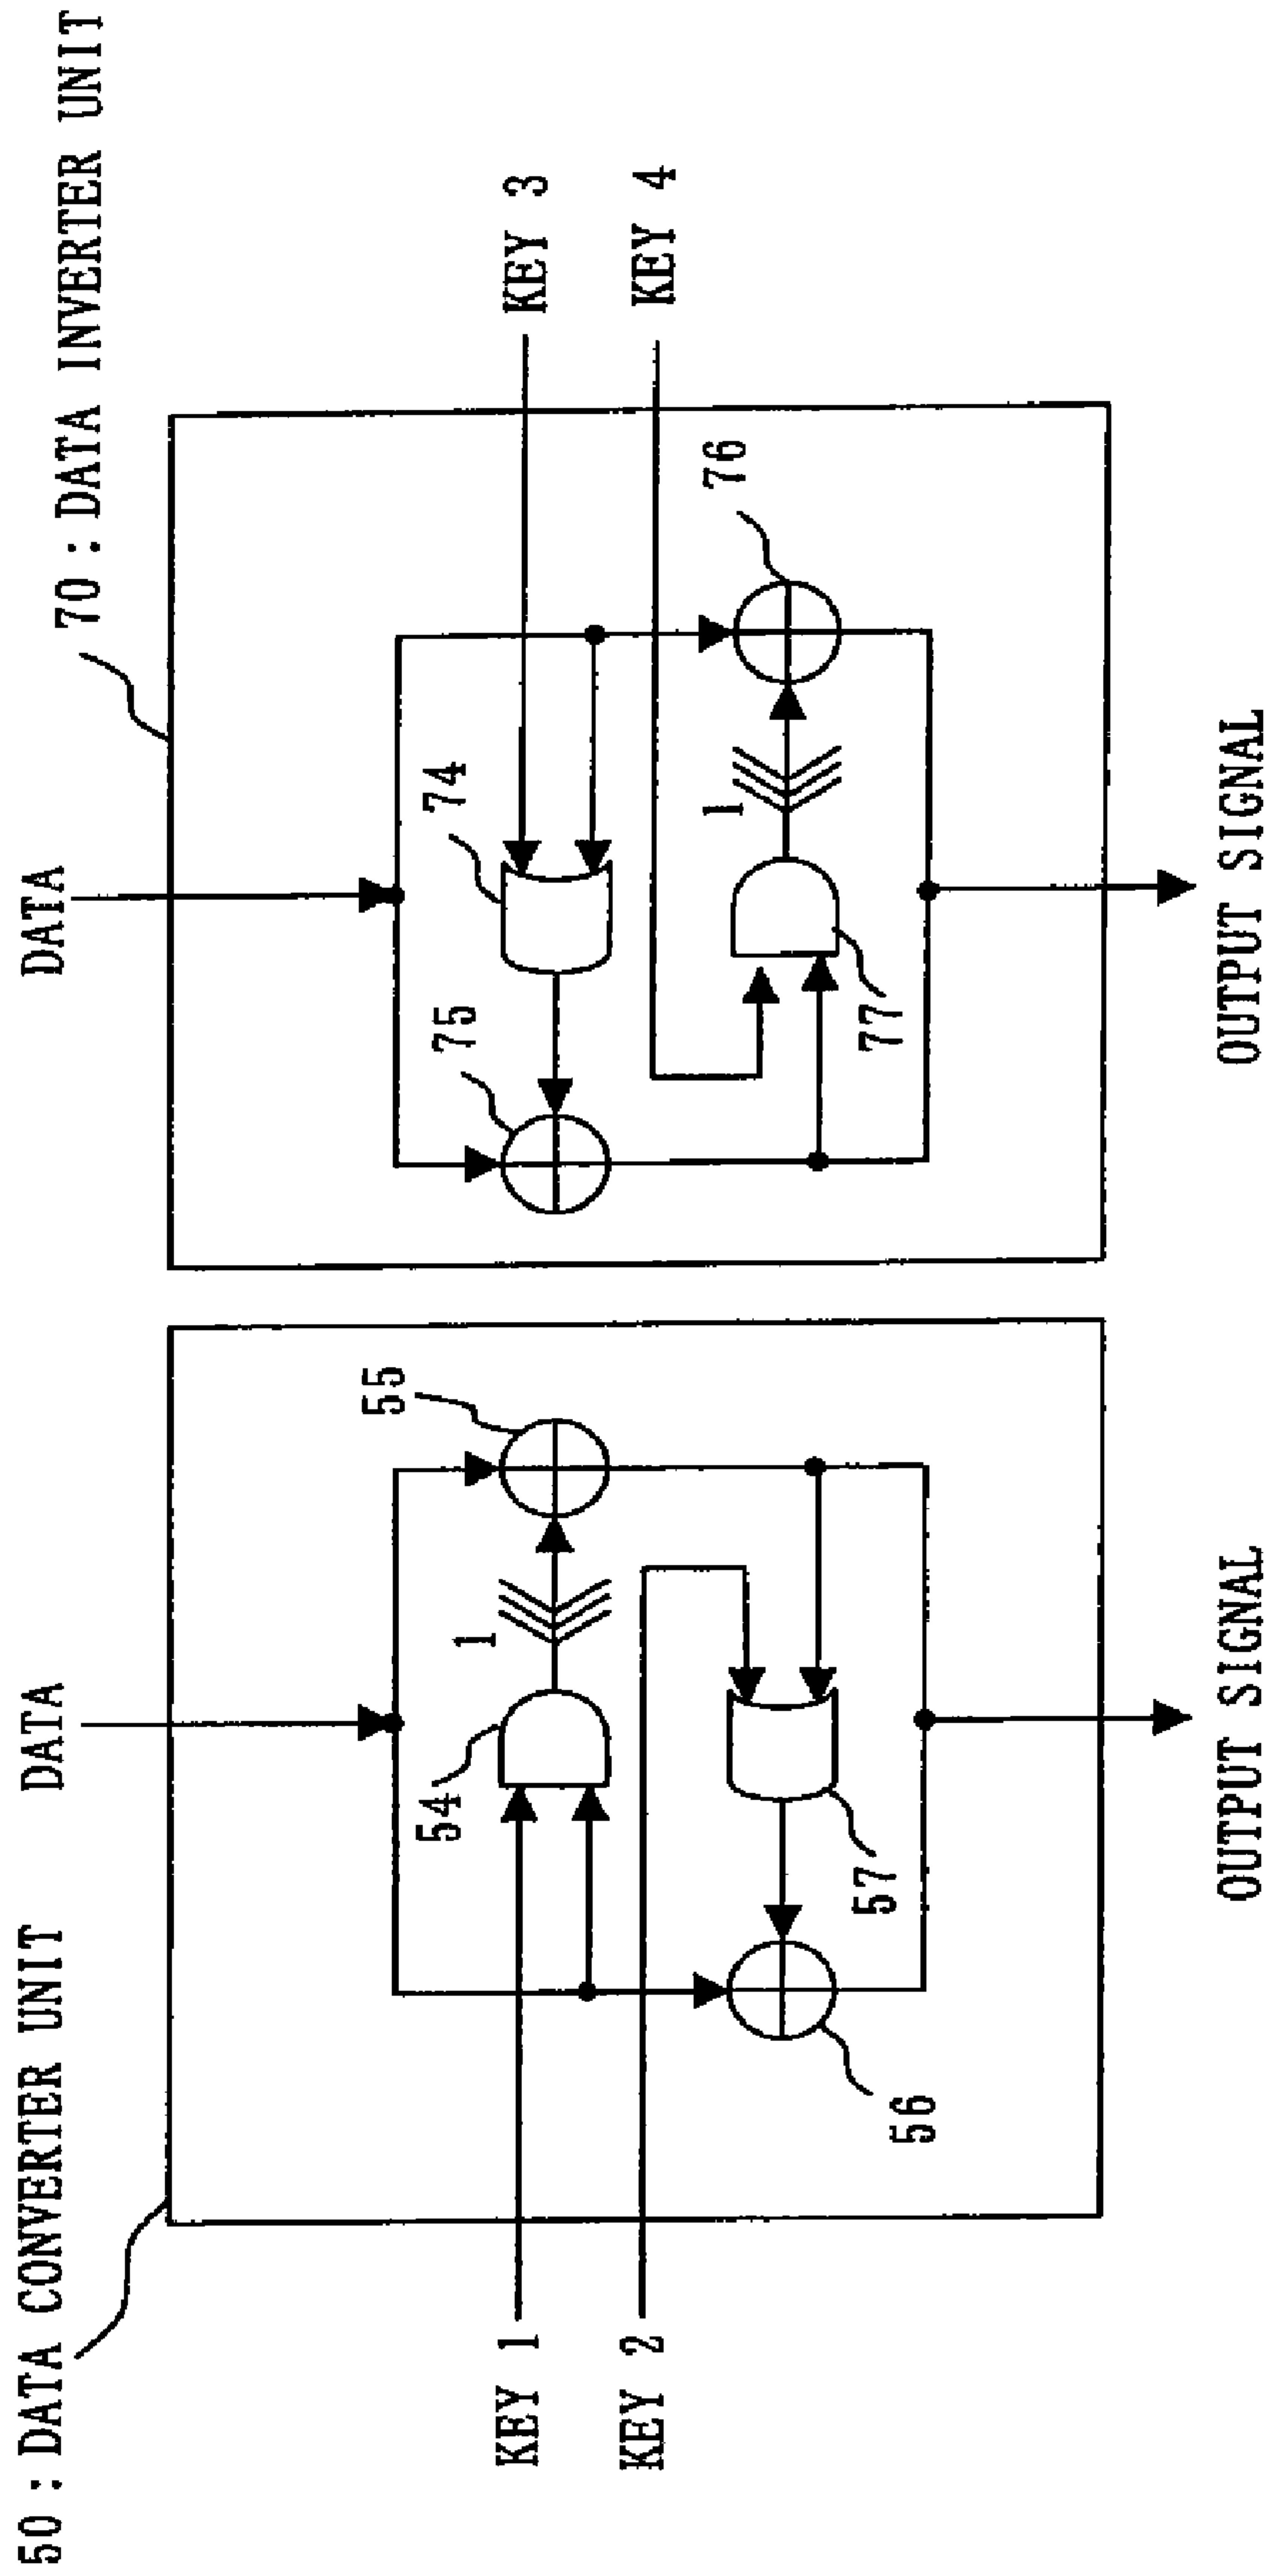 50 : DATA CONVERTER UNIT
DATA
KEY 1
KEY 2
54
1
55
56
57
OUTPUT SIGNAL
70 : DATA INVERTER UNIT
DATA
KEY 3
KEY 4
75
74
1
76
77
OUTPUT SIGNAL